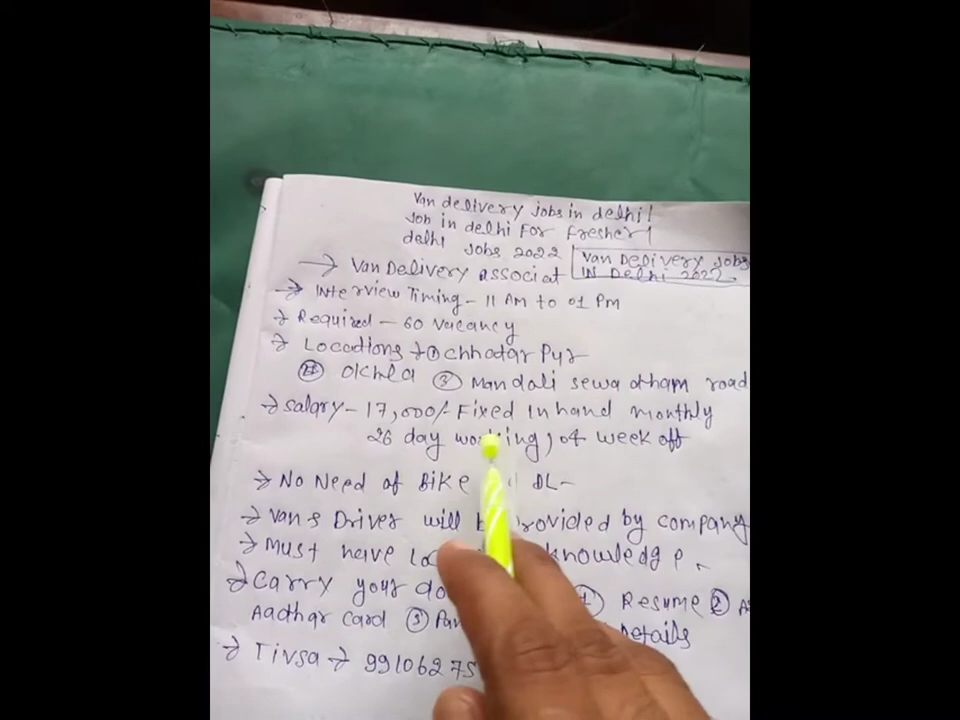 Van delivery jobs in delhi!
Job in delhi For fresher!
delhi jobs 2022
Van Delivery Jobs
IN Delhi 2022
→ Van Delivery associat
→ Interview Timing - 11 AM to 01 Pm
→ Required - 60 Vacancy
→ Locations → ① Chhatar Pur
② okhla ③ Mandali sewa dham road
→ Salary - 17,000/- Fixed In hand monthly
26 day working, 04 week off
→ No Need of Bike DL -
→ Van & Driver will provided by company
→ Must have knowledge.
→ Carry your ① Resume ②
Aadhar card ③ Details
→ Tivsa → 99106275